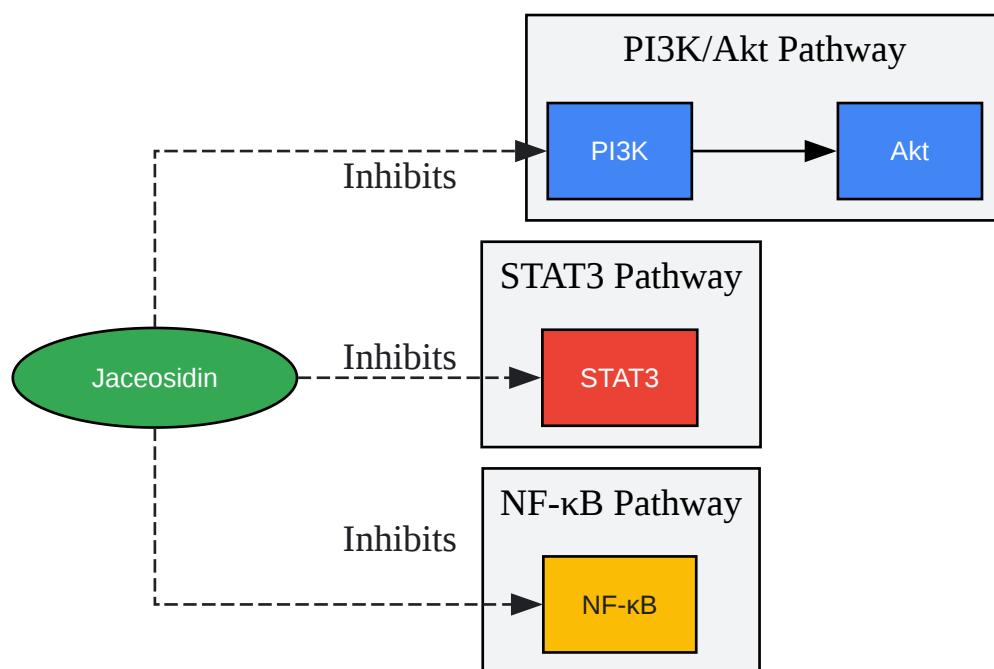 PI3K/Akt Pathway
PI3K
Akt
Inhibits
STAT3 Pathway
Inhibits
Jaceosidin
STAT3
NF-κB Pathway
Inhibits
NF-κB